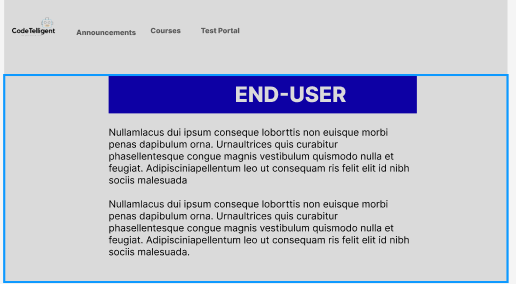 CodeTelligent
Announcements
Courses
Test Portal
END-USER
Nullamlacus dui ipsum conseque loborttis non euisque morbi
penas dapibulum orna. Urnaultrices quis curabitur
phasellentesque congue magnis vestibulum quismodo nulla et
feugiat. Adipisciniapellentum leo ut consequam ris felit elit id nibh
sociis malesuada
Nullamlacus dui ipsum conseque loborttis non euisque morbi
penas dapibulum orna. Urnaultrices quis curabitur
phasellentesque congue magnis vestibulum quismodo nulla et
feugiat. Adipisciniapellentum leo ut consequam ris felit elit id nibh
sociis malesuada.